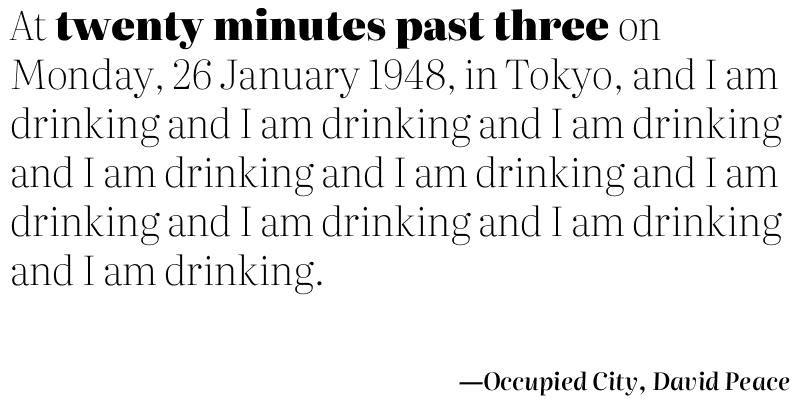 At twenty minutes past three on
Monday, 26 January 1948, in Tokyo, and I am
drinking and I am drinking and I am drinking
and I am drinking and I am drinking and I am
drinking and I am drinking and I am drinking
and I am drinking.
—Occupied City, David Peace